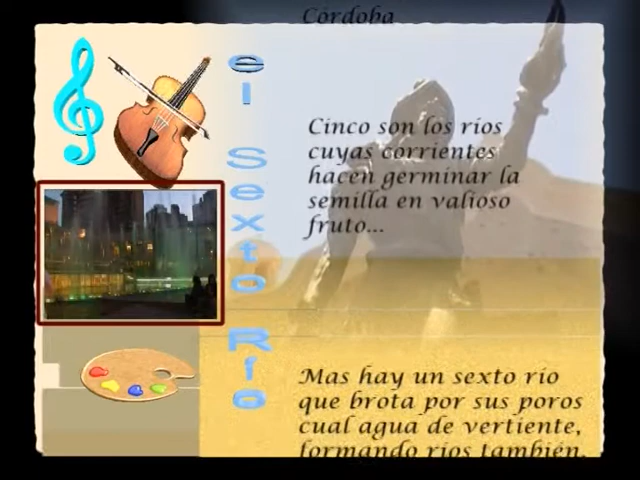 Córdoba
el Sexto Río
Cinco son los ríos
cuyas corrientes
hacen germinar la
semilla en valioso
fruto...
Mas hay un sexto río
que brota por sus poros
cual agua de vertiente,
formando ríos también.